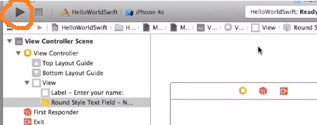 HelloWorldSwift
iPhone 4s
HelloWorldSwift: Ready
View
Round St
View Controller Scene
View Controller
Top Layout Guide
Bottom Layout Guide
View
Label - Enter your name:
Round Style Text Field - N...
First Responder
Exit